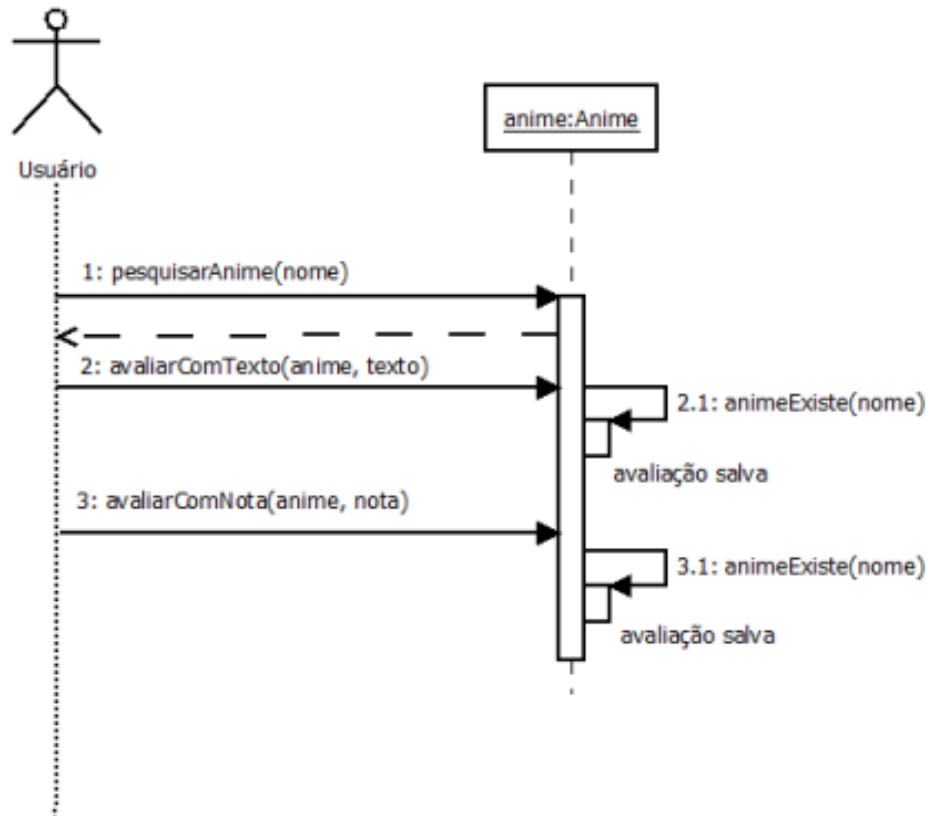 Usuário
anime:Anime
1: pesquisarAnime(nome)
2: avaliarComTexto(anime, texto)
2.1: animeExiste(nome)
avaliação salva
3: avaliarComNota(anime, nota)
3.1: animeExiste(nome)
avaliação salva